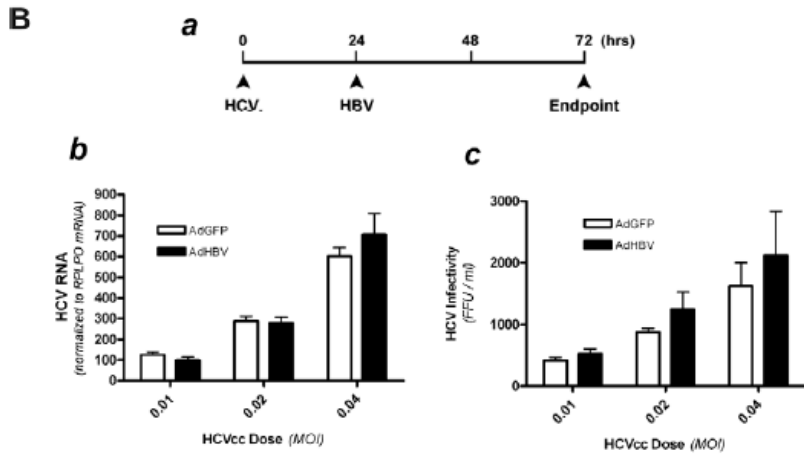 B
a
0 24 48 72 (hrs)
HCV. HBV Endpoint
b
HCV RNA
(normalized to RPLPO mRNA)
900
800
700
600
500
400
300
200
100
0
AdGFP
AdHBV
0.01 0.02 0.04
HCVcc Dose (MOI)
c
HCV Infectivity
(FFU / ml)
3000
2000
1000
0
AdGFP
AdHBV
0.01 0.02 0.04
HCVcc Dose (MOI)